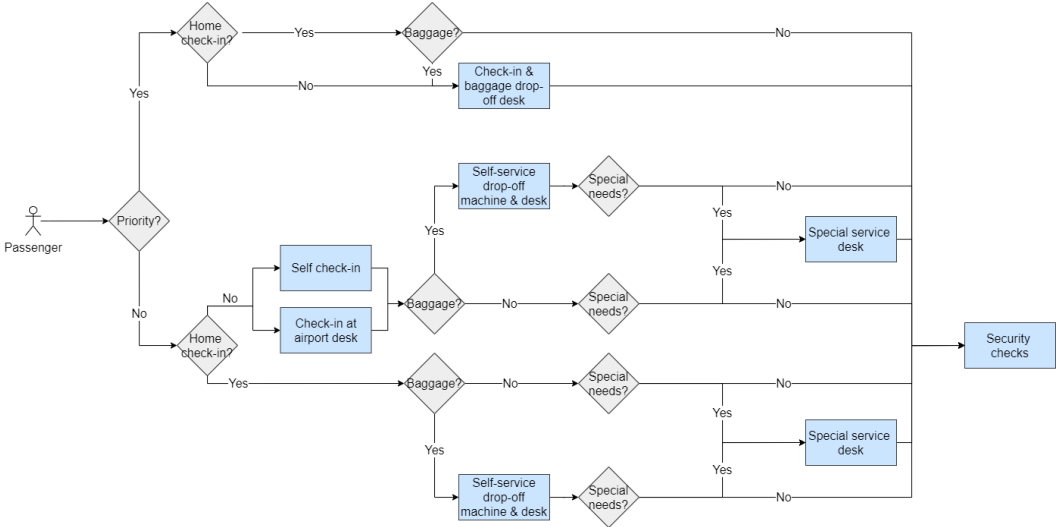 Home
check-in?
Yes
Baggage?
No
Yes
No
Check-in &
baggage drop-
off desk
Yes
Passenger
Priority?
Self-service
drop-off
machine & desk
Special
needs?
No
Yes
Yes
Special service
desk
Yes
Self check-in
No
Check-in at
airport desk
Baggage?
No
Special
needs?
No
No
Home
check-in?
Security
checks
Yes
Baggage?
No
Special
needs?
No
Yes
Yes
Special service
desk
Yes
Self-service
drop-off
machine & desk
Special
needs?
No